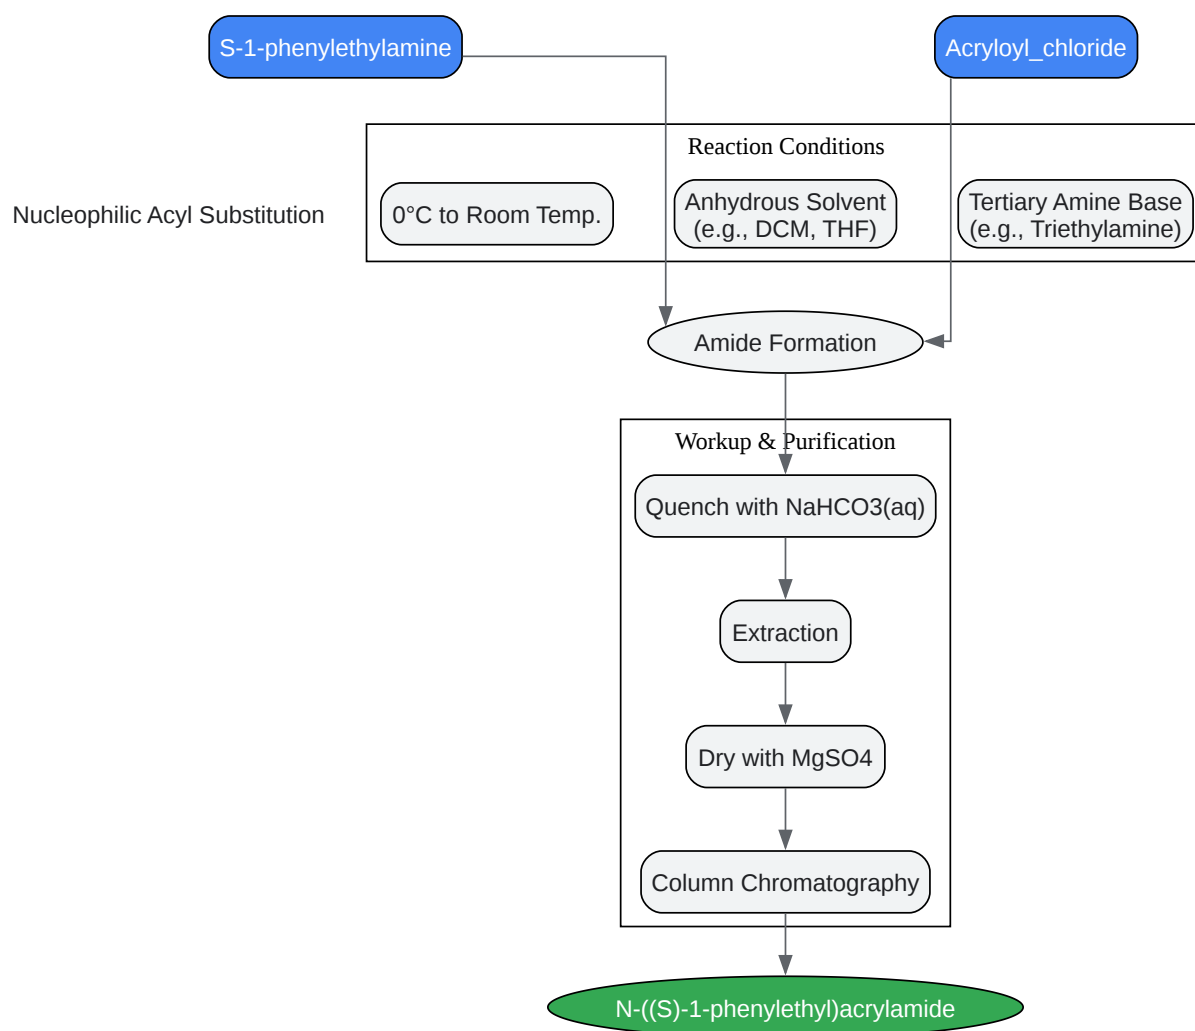 S-1-phenylethylamine
Acryloyl_chloride
Reaction Conditions
Nucleophilic Acyl Substitution
0°C to Room Temp.
Anhydrous Solvent
(e.g., DCM, THF)
Tertiary Amine Base
(e.g., Triethylamine)
Amide Formation
Workup & Purification
Quench with NaHCO3(aq)
Extraction
Dry with MgSO4
Column Chromatography
N-((S)-1-phenylethyl)acrylamide